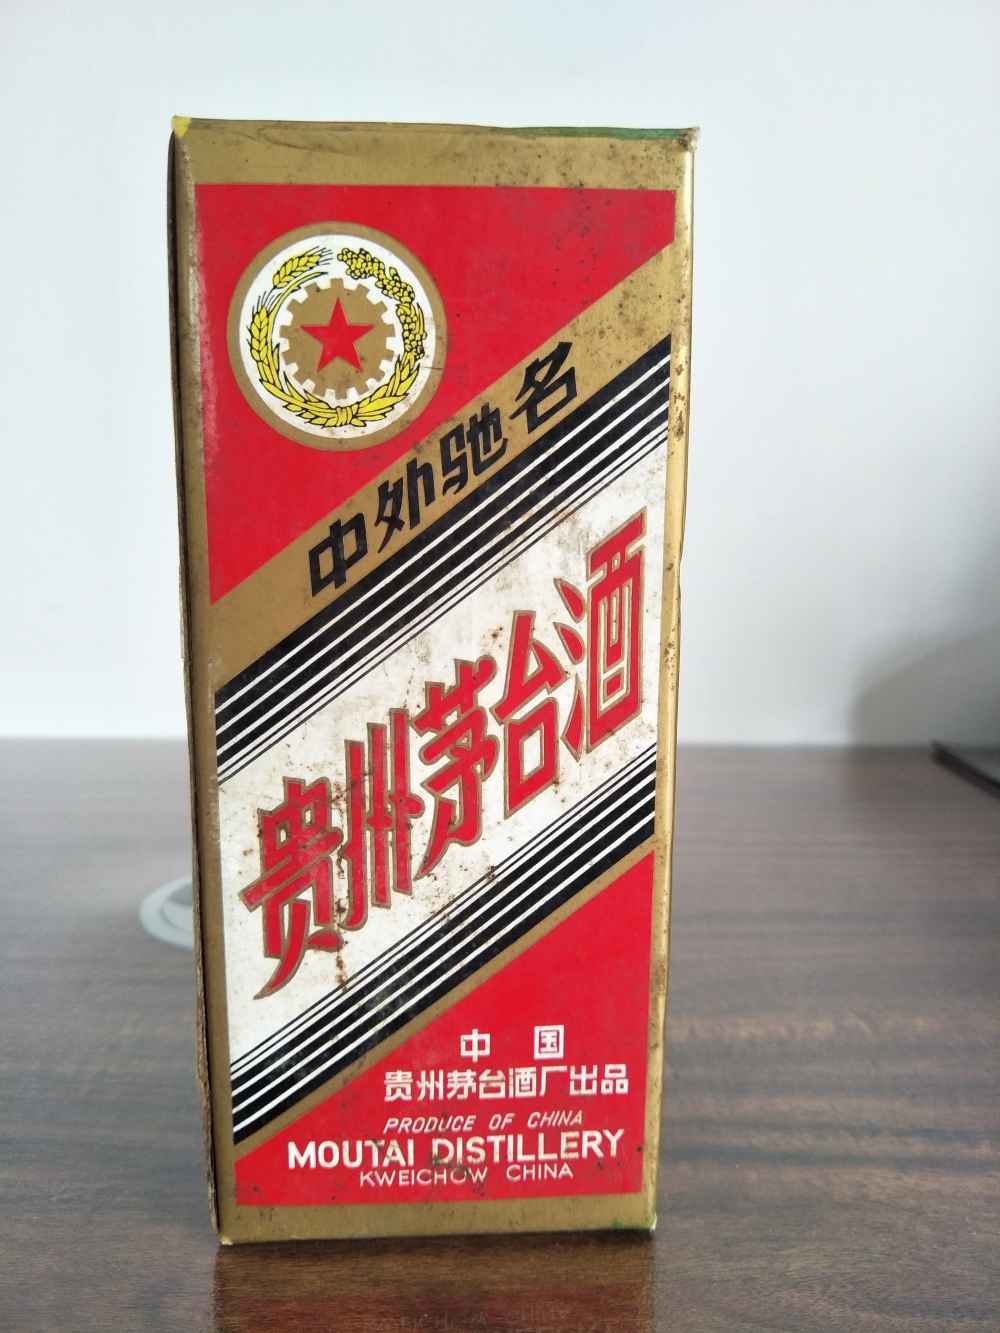 中外驰名
贵州茅台酒
中国
贵州茅台酒厂出品
PRODUCE OF CHINA
MOUTAI DISTILLERY
KWEICHOW CHINA